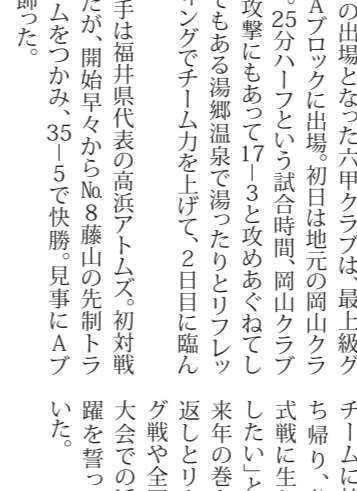 の出場となった六甲クラブは、最上級グ
Aブロックに出場。初日は地元の岡山クラ
。25分ハーフという試合時間、岡山クラブ
攻撃にもあって17―3と攻めあぐねてし
でもある湯郷温泉で湯ったりとリフレッ
ィングでチーム力を上げて、2日目に臨ん
手は福井県代表の高浜アトムズ。初対戦
だが、開始早々から№8藤山の先制トラ
ムをつかみ、35―5で快勝。見事にAブ
飾った。
チームに
ち帰り、
式戦に生
したい」と
来年の巻
返しとリ
グ戦や全
大会での
躍を誓っ
いた。